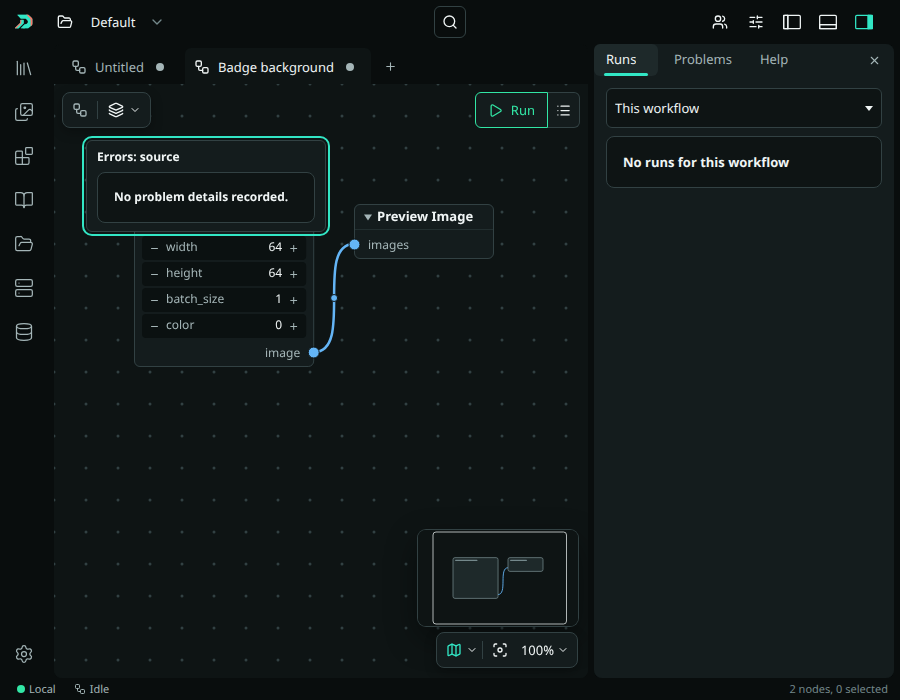 Default
Untitled
Badge background
Runs
Problems
Help
Run
This workflow
No runs for this workflow
Errors: source
No problem details recorded.
Preview Image
images
width 64
height 64
batch_size 1
color 0
image
100%
Local
Idle
2 nodes, 0 selected